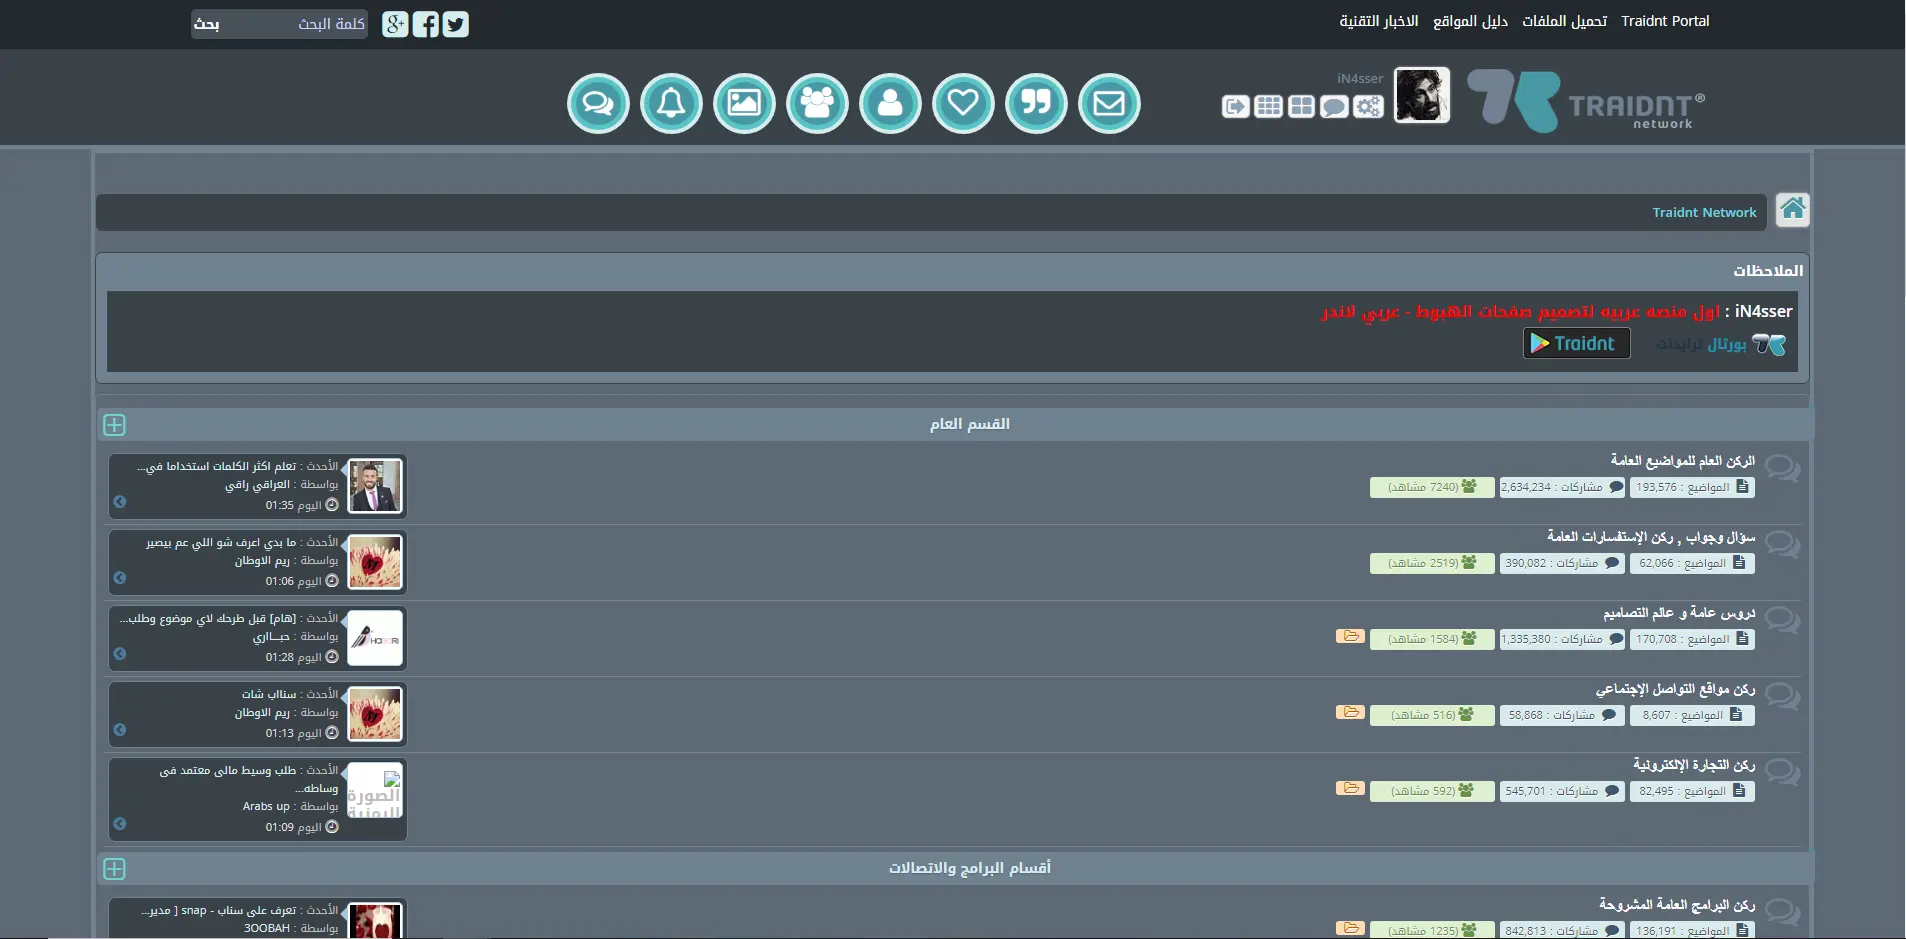 Traidnt Portal تحميل الملفات دليل المواقع الاخبار التقنية
كلمة البحث بحث
TRAIDNT®
network
iN4sser
Traidnt Network
الملاحظات
iN4sser : اول منصه عربيه لتصميم صفحات الهبوط - عربي لاندر
بورتال ترايدنت Traidnt
القسم العام
الركن العام للمواضيع العامة
المواضيع : 193,576 مشاركات : 2,634,234 (7240 مشاهد)
الأحدث : تعلم اكثر الكلمات استخداما في...
بواسطة : العراقي راقي
اليوم 01:35
سؤال وجواب , ركن الإستفسارات العامة
المواضيع : 62,066 مشاركات : 390,082 (2519 مشاهد)
الأحدث : ما بدي اعرف شو اللي عم بيصير
بواسطة : ريم الاوطان
اليوم 01:06
دروس عامة و عالم التصاميم
المواضيع : 170,708 مشاركات : 1,335,380 (1584 مشاهد)
HABARI
الأحدث : [هام] قبل طرحك لاي موضوع وطلب...
بواسطة : حبــااري
اليوم 01:28
ركن مواقع التواصل الإجتماعي
المواضيع : 8,607 مشاركات : 58,868 (516 مشاهد)
الأحدث : سنااب شات
بواسطة : ريم الاوطان
اليوم 01:13
ركن التجارة الإلكترونية
المواضيع : 82,495 مشاركات : 545,701 (592 مشاهد)
الصورة الرمزية
الأحدث : طلب وسيط مالى معتمد فى
وساطه...
بواسطة : Arabs up
اليوم 01:09
أقسام البرامج والاتصالات
ركن البرامج العامة المشروحة
المواضيع : 136,191 مشاركات : 842,813 (1235 مشاهد)
الأحدث : تعرف على سناب - snap [ مدير...
بواسطة : 3OOBAH